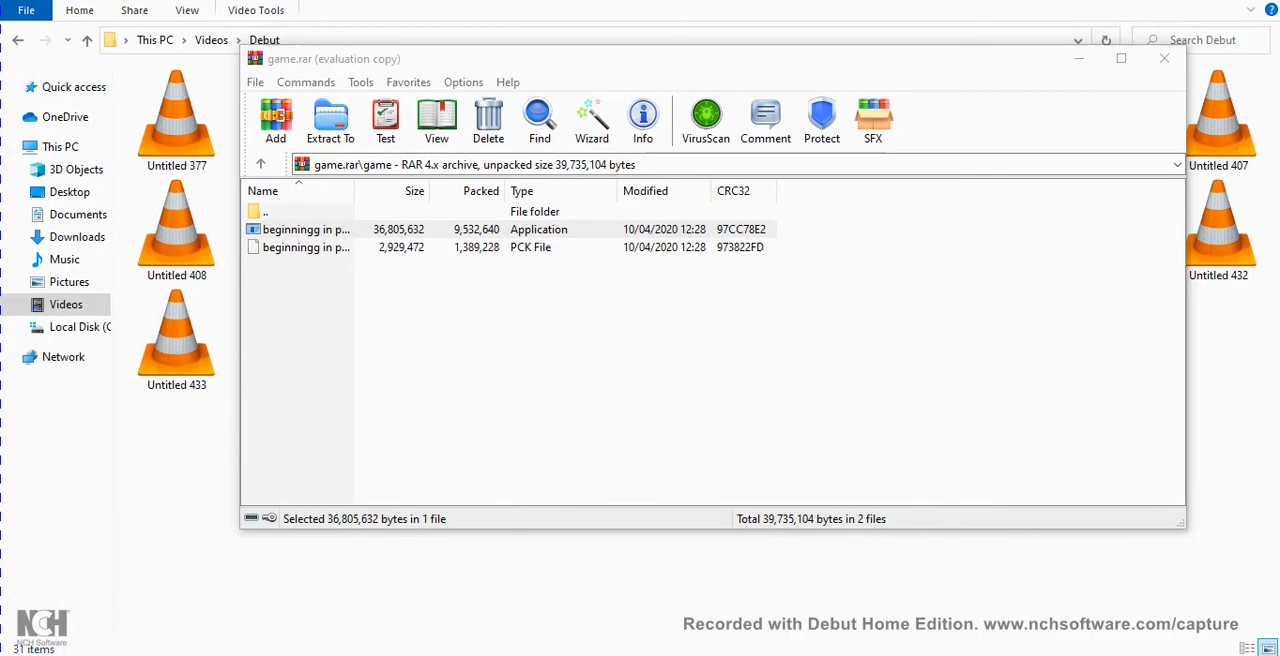 File Home Share View Video Tools
This PC Videos Debut Search Debut
game.rar (evaluation copy)
File Commands Tools Favorites Options Help
Add Extract To Test View Delete Find Wizard Info VirusScan Comment Protect SFX
game.rar\game - RAR 4.x archive, unpacked size 39,735,104 bytes
Name Size Packed Type Modified CRC32
.. File folder
beginningg in p... 36,805,632 9,532,640 Application 10/04/2020 12:28 97CC78E2
beginningg in p... 2,929,472 1,389,228 PCK File 10/04/2020 12:28 973822FD
Selected 36,805,632 bytes in 1 file Total 39,735,104 bytes in 2 files
Quick access
OneDrive
This PC
3D Objects
Desktop
Documents
Downloads
Music
Pictures
Videos
Local Disk (C
Network
Untitled 377
Untitled 408
Untitled 433
Untitled 407
Untitled 432
NCH
NCH Software
31 items
Recorded with Debut Home Edition. www.nchsoftware.com/capture